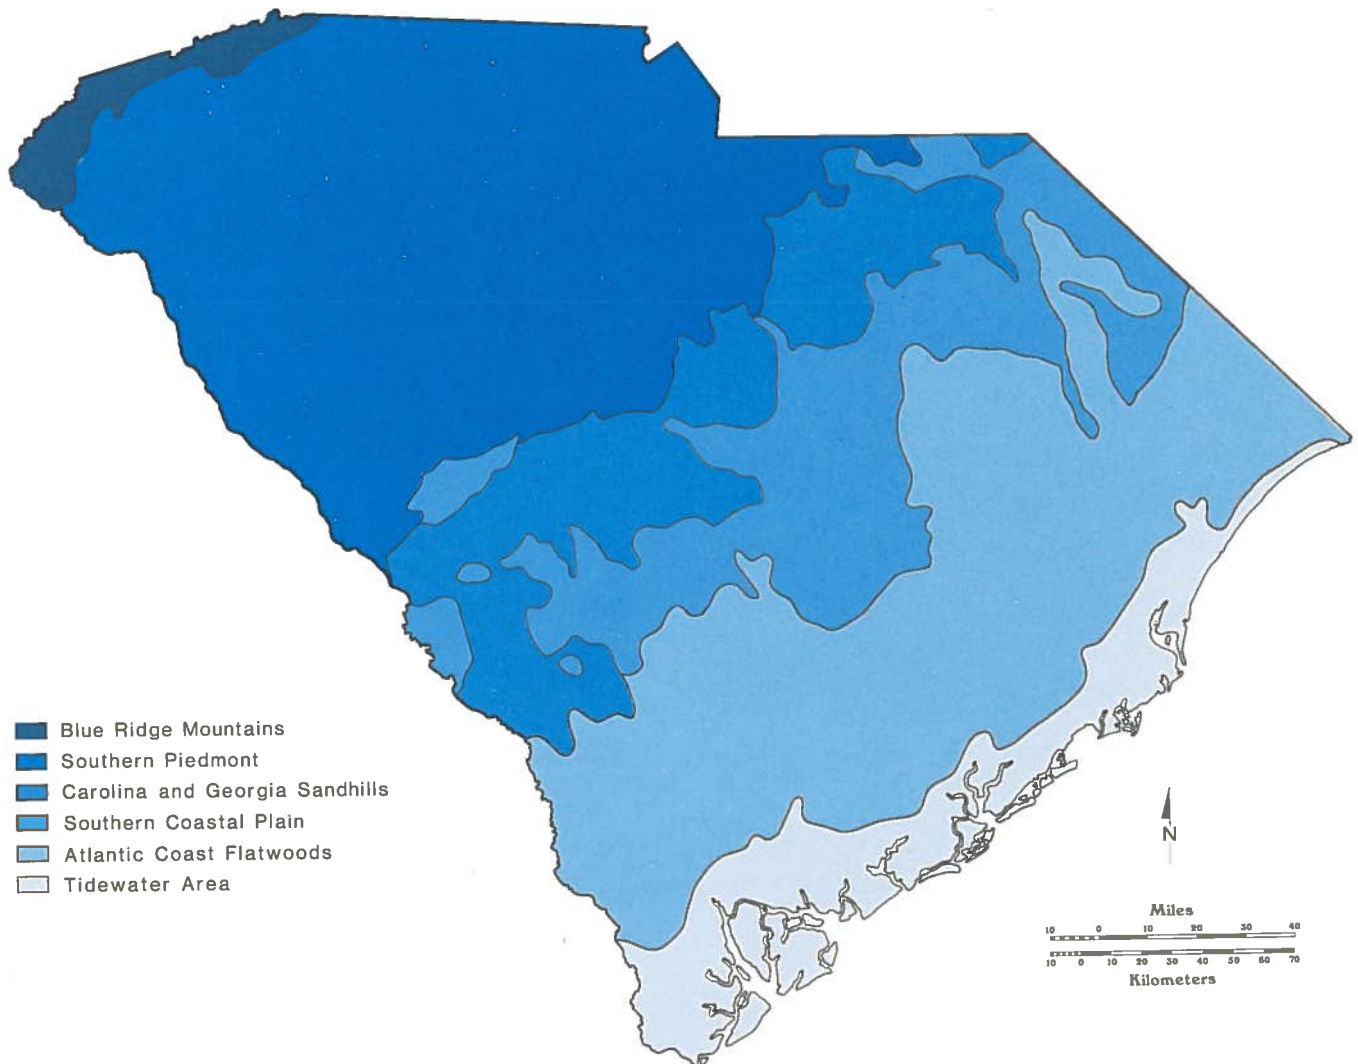 Blue Ridge Mountains
Southern Piedmont
Carolina and Georgia Sandhills
Southern Coastal Plain
Atlantic Coast Flatwoods
Tidewater Area
N
Miles
10 0 10 20 30 40
10 0 10 20 30 40 50 60 70
Kilometers